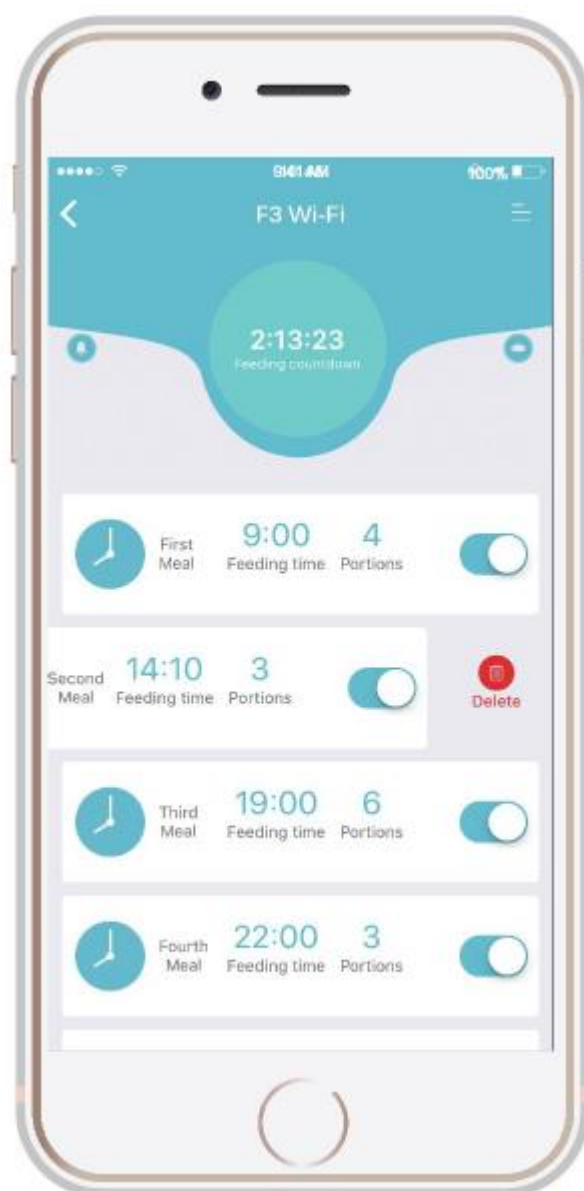 F3 Wi-Fi
2:13:23
Feeding countdown
First Meal
9:00
Feeding time
4
Portions
Second Meal
14:10
Feeding time
3
Portions
Delete
Third Meal
19:00
Feeding time
6
Portions
Fourth Meal
22:00
Feeding time
3
Portions